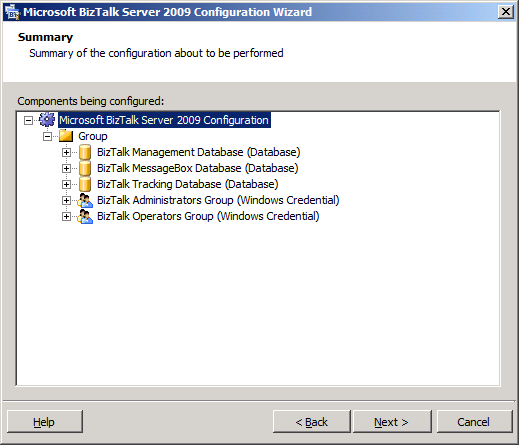 Microsoft BizTalk Server 2009 Configuration Wizard
Summary
Summary of the configuration about to be performed
Components being configured:
Microsoft BizTalk Server 2009 Configuration
Group
BizTalk Management Database (Database)
BizTalk MessageBox Database (Database)
BizTalk Tracking Database (Database)
BizTalk Administrators Group (Windows Credential)
BizTalk Operators Group (Windows Credential)
Help < Back Next > Cancel